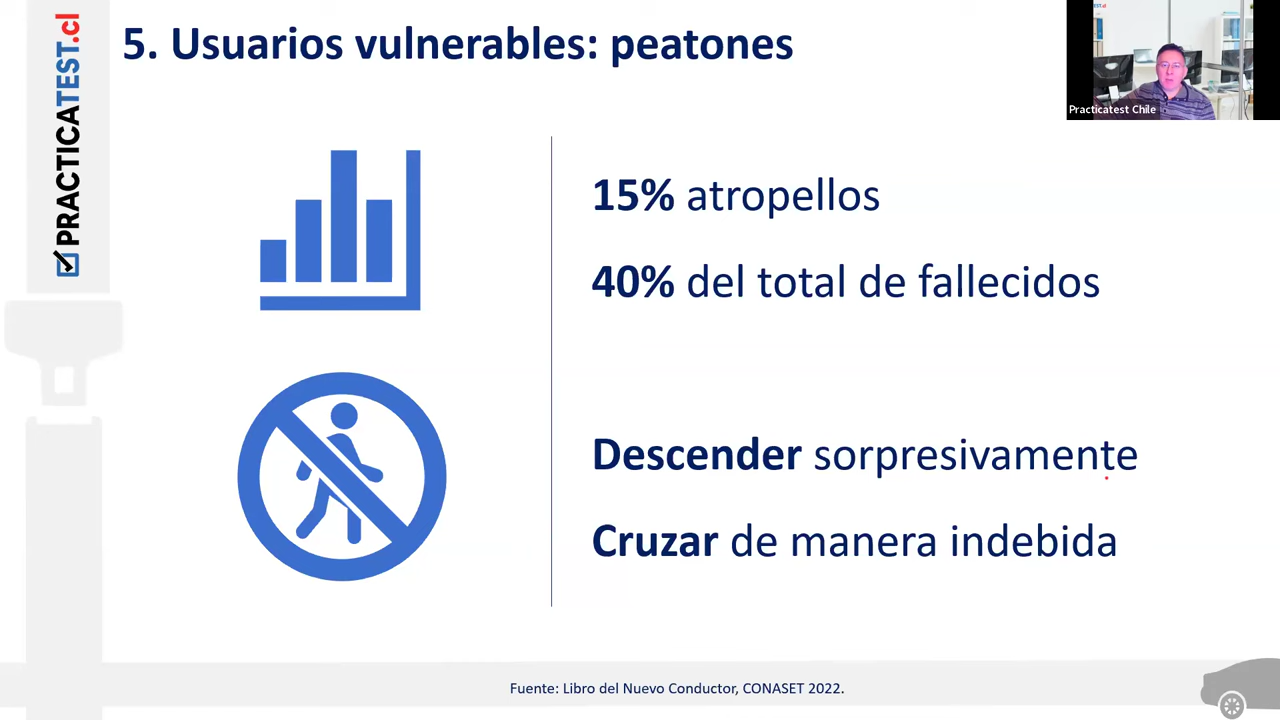 5. Usuarios vulnerables: peatones
PRACTICATEST.cl
Practicatest Chile
15% atropellos
40% del total de fallecidos
Descender sorpresivamente
Cruzar de manera indebida
Fuente: Libro del Nuevo Conductor, CONASET 2022.